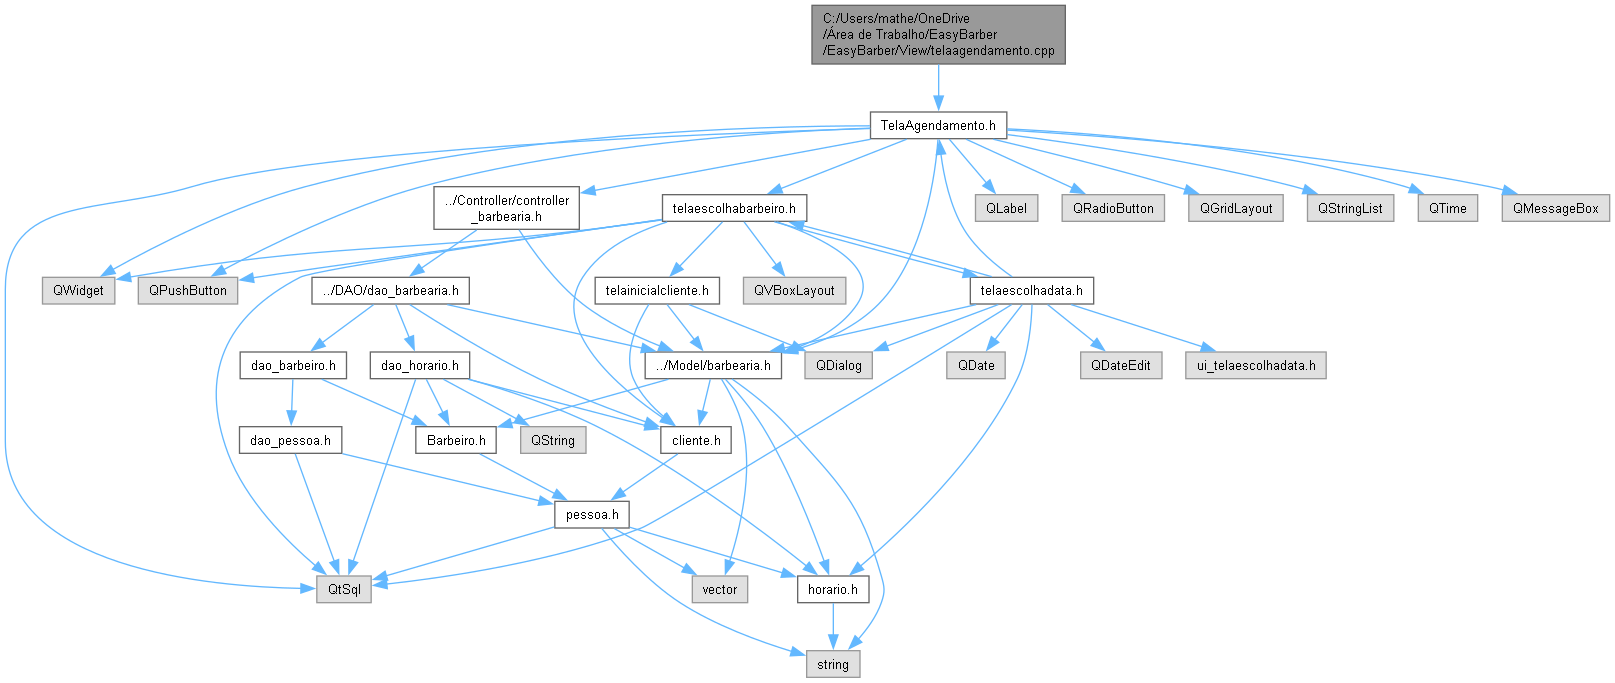 C:/Users/mathe/OneDrive
/Área de Trabalho/EasyBarber
/EasyBarber/View/telaagendamento.cpp
TelaAgendamento.h
../Controller/controller
_barbearia.h
telaescolhabarbeiro.h
QLabel
QRadioButton
QGridLayout
QStringList
QTime
QMessageBox
QWidget
QPushButton
../DAO/dao_barbearia.h
telainicialcliente.h
QVBoxLayout
telaescolhadata.h
dao_barbeiro.h
dao_horario.h
../Model/barbearia.h
QDialog
QDate
QDateEdit
ui_telaescolhadata.h
dao_pessoa.h
Barbeiro.h
QString
cliente.h
pessoa.h
QtSql
vector
horario.h
string